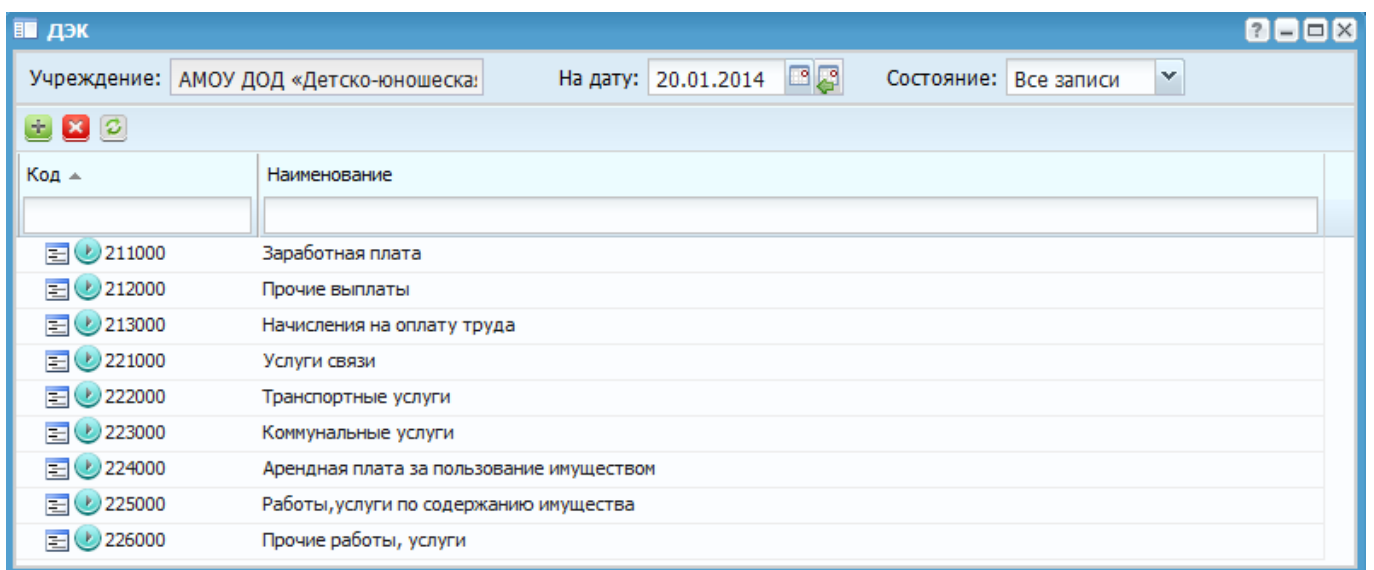 ДЭК
Учреждение: АМОУ ДОД «Детско-юношеска: На дату: 20.01.2014 Состояние: Все записи
Код Наименование
211000 Заработная плата
212000 Прочие выплаты
213000 Начисления на оплату труда
221000 Услуги связи
222000 Транспортные услуги
223000 Коммунальные услуги
224000 Арендная плата за пользование имуществом
225000 Работы,услуги по содержанию имущества
226000 Прочие работы, услуги